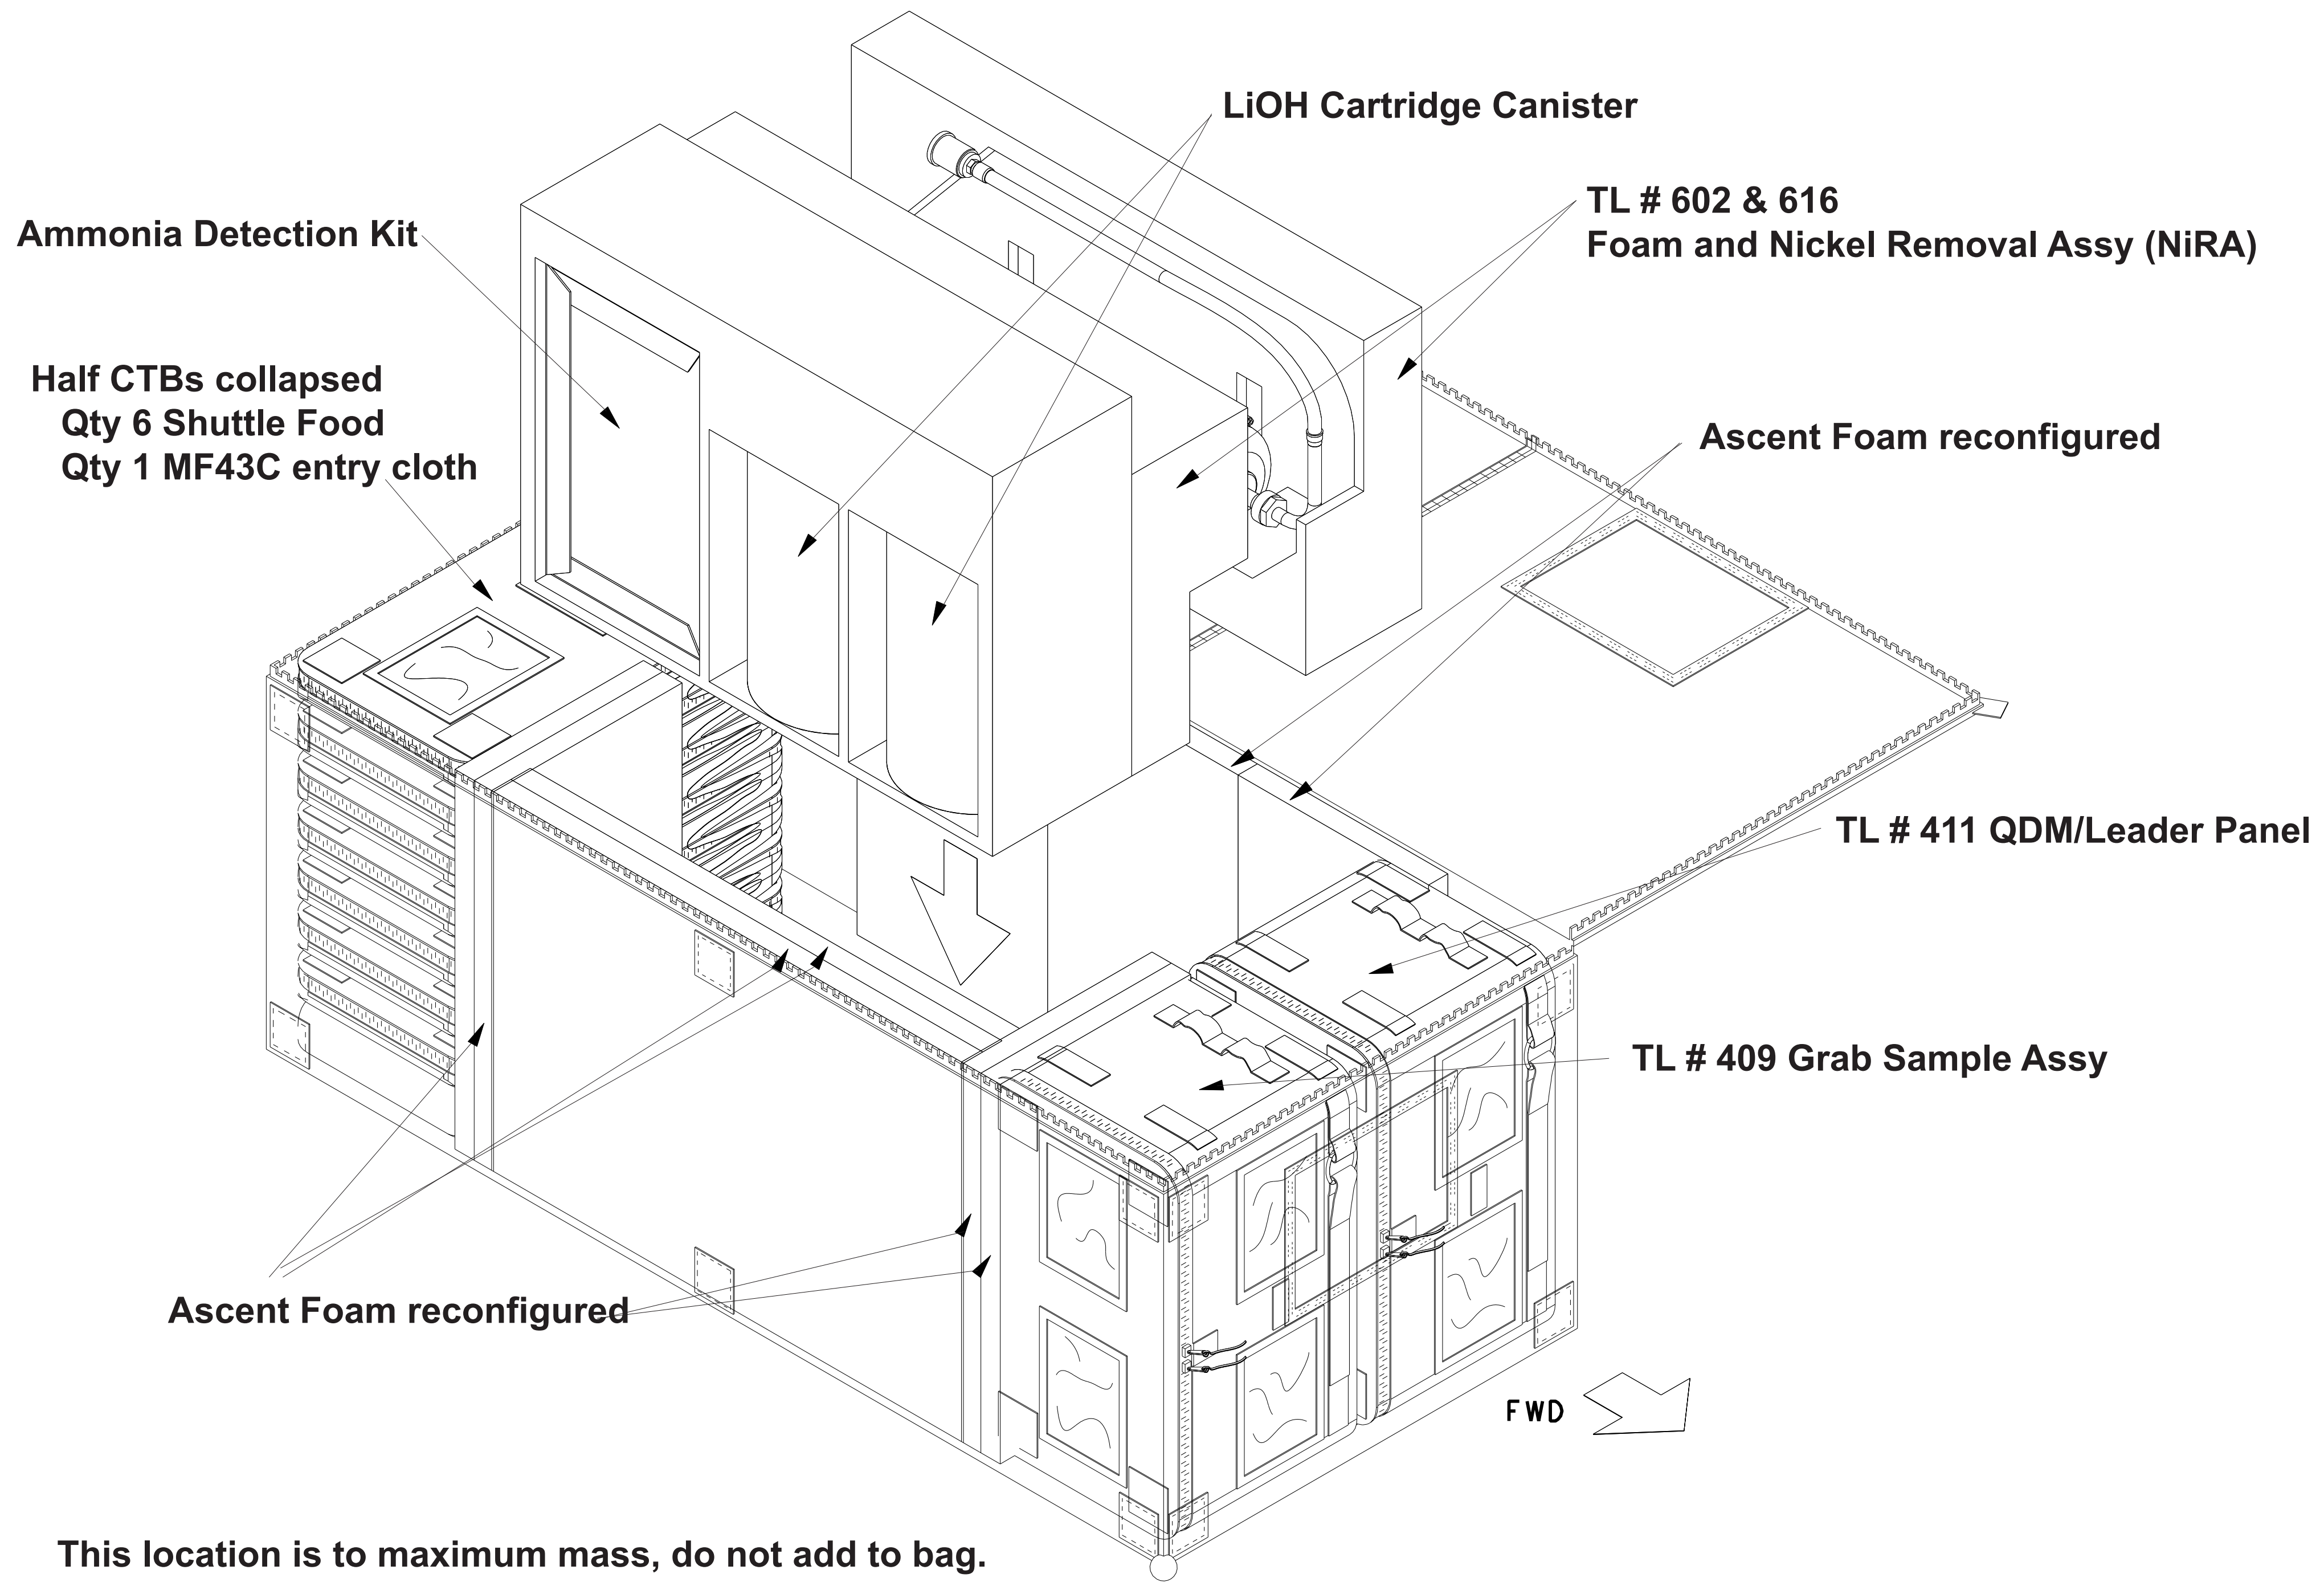 LiOH Cartridge Canister
TL # 602 & 616
Foam and Nickel Removal Assy (NiRA)
Ammonia Detection Kit
Half CTBs collapsed
Qty 6 Shuttle Food
Qty 1 MF43C entry cloth
Ascent Foam reconfigured
TL # 411 QDM/Leader Panel
TL # 409 Grab Sample Assy
Ascent Foam reconfigured
FWD
This location is to maximum mass, do not add to bag.